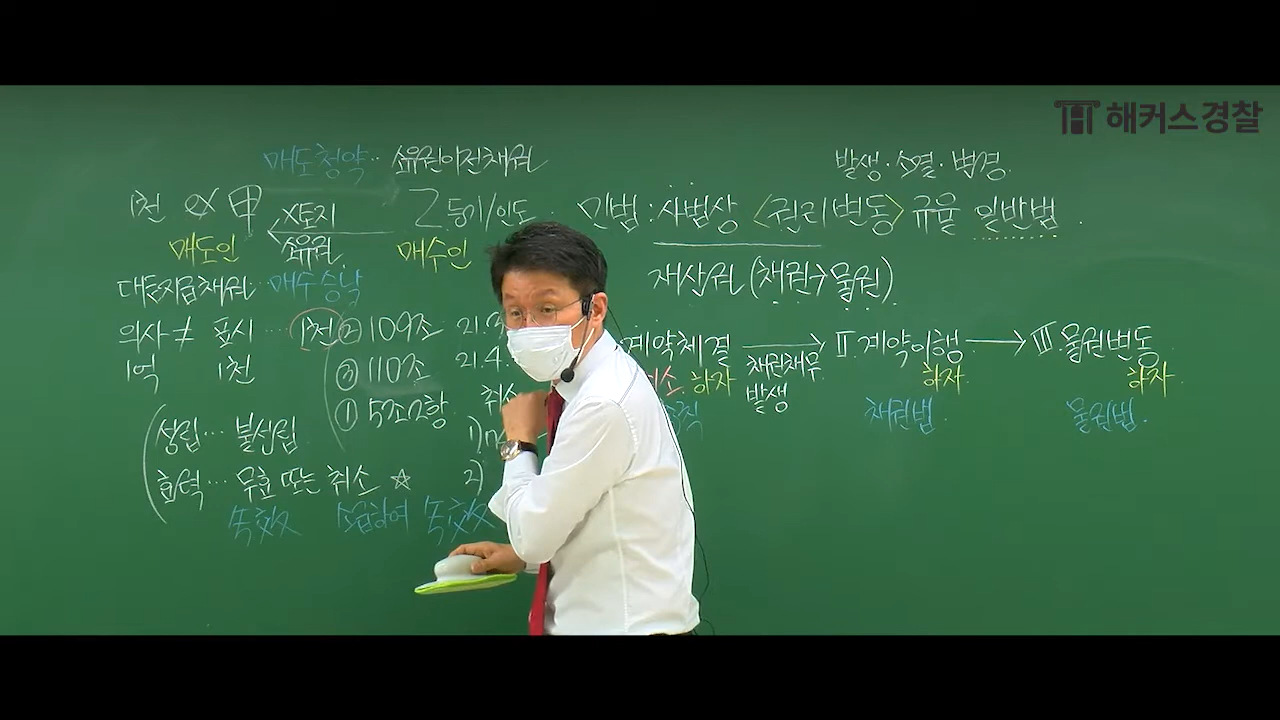 해커스경찰
매도청약‥ 소유권이전채권
1천 甲 X토지 乙 등기/인도
소유권
매도인 매수인
대금지급채권‥ 매수승낙
의사 ≠ 표시 … 1천
1억 1천
② 109조 21.3
③ 110조 21.4.
① 5조2항 취소
1)
2)
성립… 불성립
효력… 무효 또는 취소 ☆
소급하여
발생·소멸·변경.
민법 : 사법상 <권리변동> 규율 일반법.
재산권 (채권→물권)
계약체결 → Ⅱ.계약이행 → Ⅲ.물권변동
채권채무
발생
하자 하자 하자
채권법. 물권법.